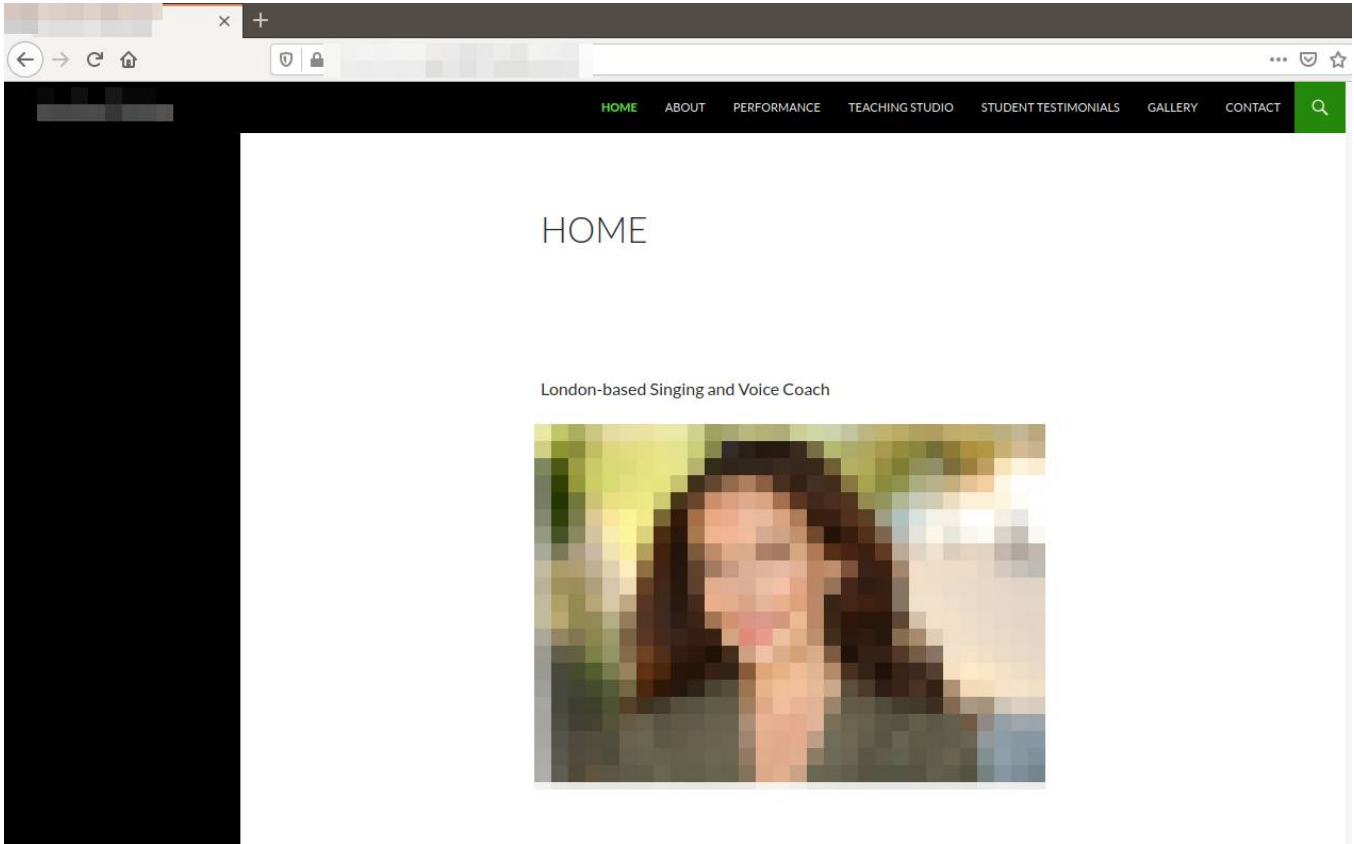 HOME ABOUT PERFORMANCE TEACHING STUDIO STUDENT TESTIMONIALS GALLERY CONTACT
HOME
London-based Singing and Voice Coach